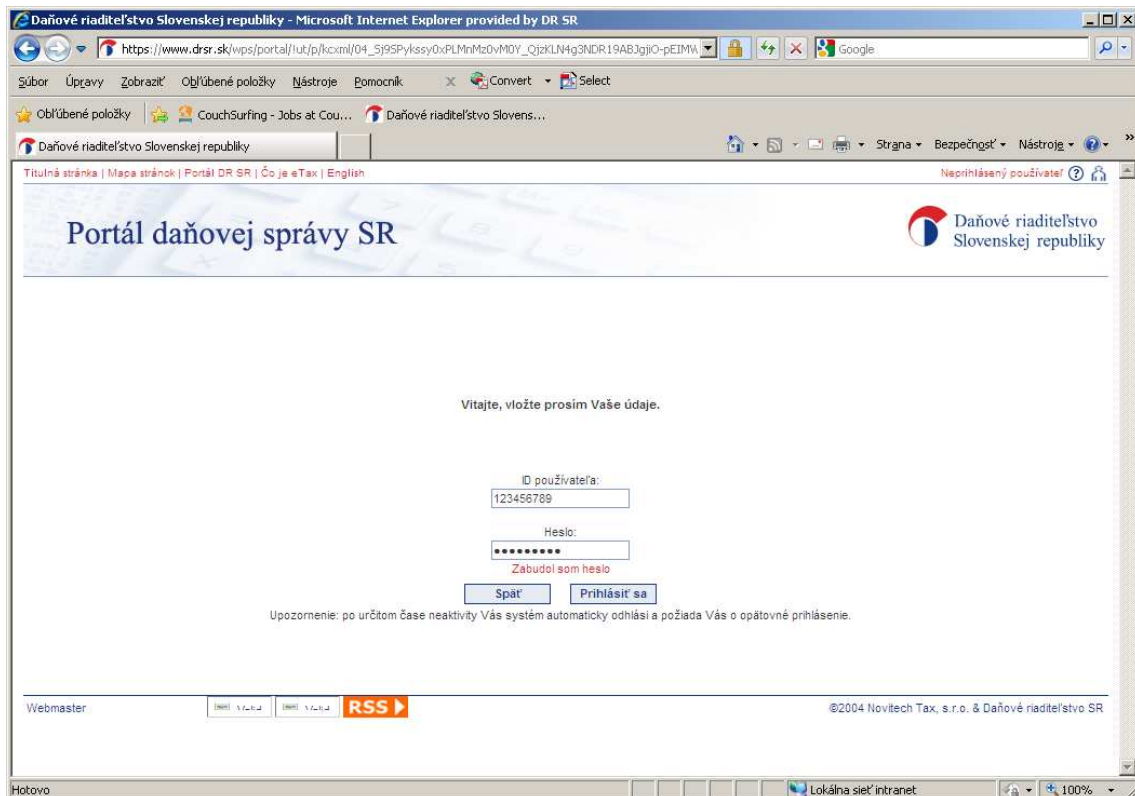 Daňové riaditeľstvo Slovenskej republiky - Microsoft Internet Explorer provided by DR SR
https://www.drsr.sk/wps/portal/!ut/p/kcxml/04_Sj9SPykssy0xPLMnMz0vM0Y_QjzKLN4g3NDR19ABJgjiO-pEIMW
Google
Súbor Úpravy Zobraziť Obľúbené položky Nástroje Pomocník x Convert Select
Obľúbené položky CouchSurfing - Jobs at Cou... Daňové riaditeľstvo Slovens...
Daňové riaditeľstvo Slovenskej republiky Strana Bezpečnosť Nástroje »
Titulná stránka | Mapa stránok | Portál DR SR | Čo je eTax | English Neprihlásený používateľ
Portál daňovej správy SR
Daňové riaditeľstvo
Slovenskej republiky
Vitajte, vložte prosím Vaše údaje.
ID používateľa:
123456789
Heslo:
•••••••••
Zabudol som heslo
Späť Prihlásiť sa
Upozornenie: po určitom čase neaktivity Vás systém automaticky odhlási a požiada Vás o opätovné prihlásenie.
Webmaster RSS ©2004 Novitech Tax, s.r.o. & Daňové riaditeľstvo SR
Hotovo Lokálna sieť intranet 100%